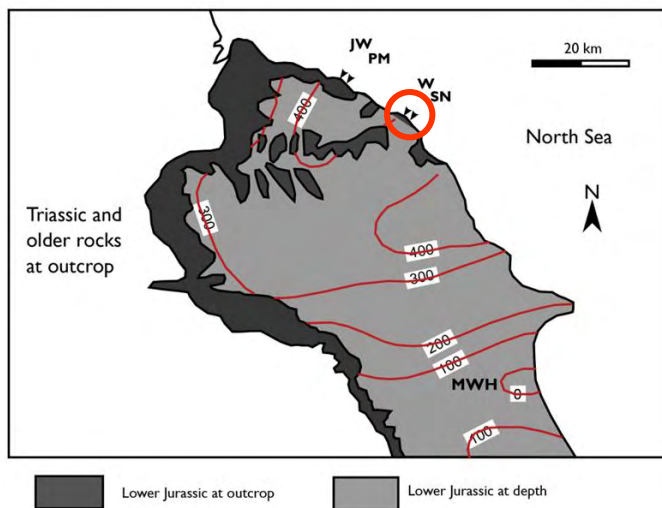 JW
PM
20 km
W
SN
400
North Sea
N
Triassic and
older rocks
at outcrop
300
400
300
200
100
MWH
0
100
Lower Jurassic at outcrop
Lower Jurassic at depth